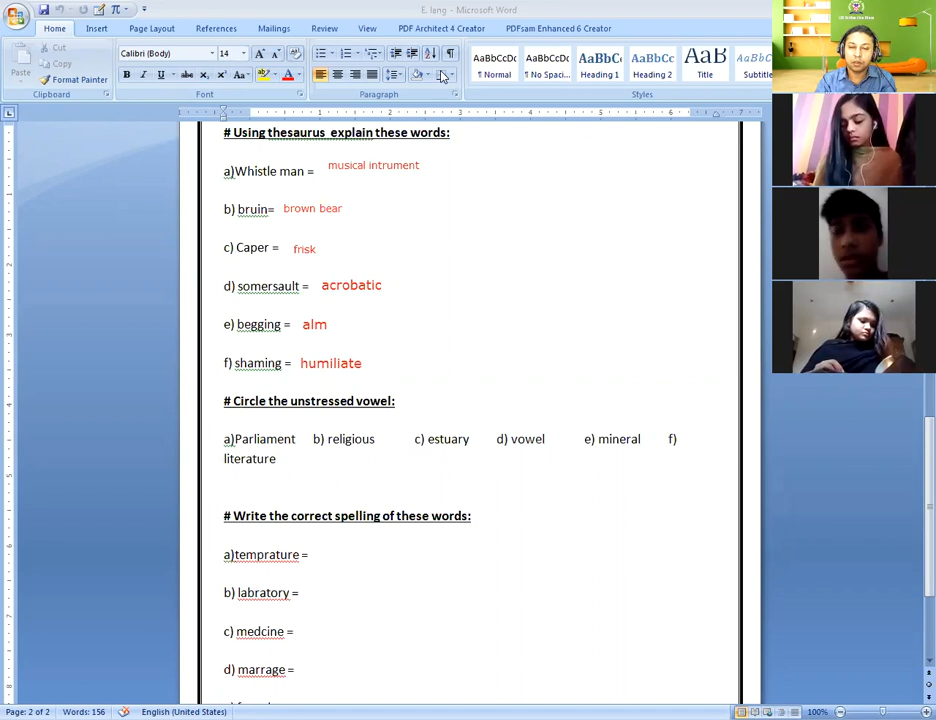 E. lang - Microsoft Word
Home Insert Page Layout References Mailings Review View PDF Architect 4 Creator PDFsam Enhanced 6 Creator
Cut
Copy
Paste
Format Painter
Calibri (Body) 14
AaBbCcDc AaBbCcDc AaBbC AaBbCc AaB AaBbCc
¶ Normal ¶ No Spaci... Heading 1 Heading 2 Title Subtitle
Clipboard Font Paragraph Styles
# Using thesaurus explain these words:
a)Whistle man = musical intrument
b) bruin= brown bear
c) Caper = frisk
d) somersault = acrobatic
e) begging = alm
f) shaming = humiliate
# Circle the unstressed vowel:
a)Parliament b) religious c) estuary d) vowel e) mineral f)
literature
# Write the correct spelling of these words:
a)temprature =
b) labratory =
c) medcine =
d) marrage =
Page: 2 of 2 Words: 156 English (United States) 100%